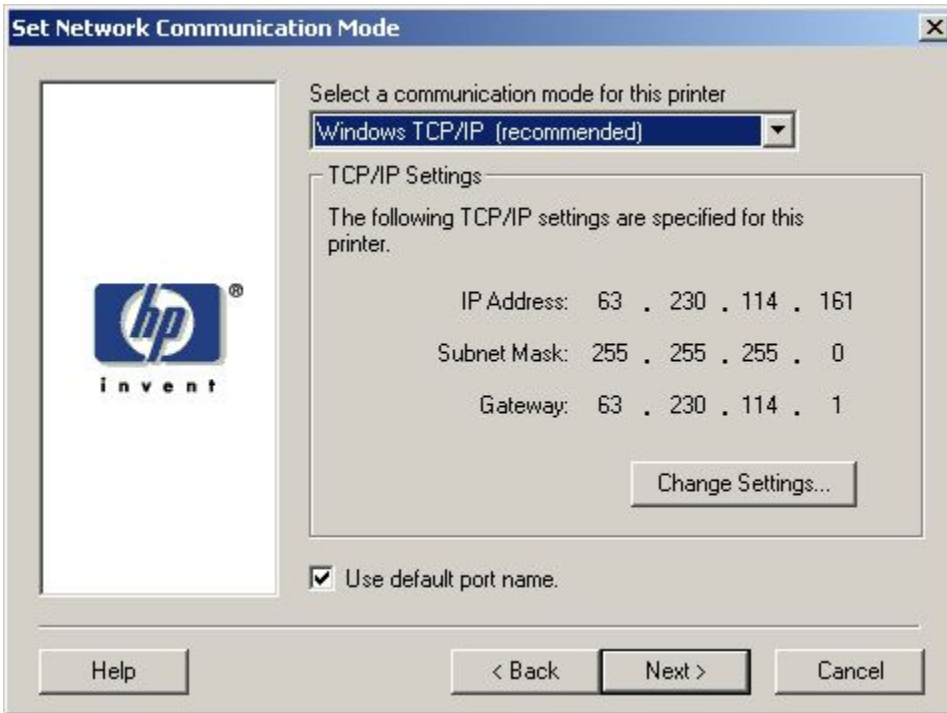 Set Network Communication Mode
Select a communication mode for this printer
Windows TCP/IP (recommended)
TCP/IP Settings
The following TCP/IP settings are specified for this
printer.
IP Address: 63 . 230 . 114 . 161
Subnet Mask: 255 . 255 . 255 . 0
Gateway: 63 . 230 . 114 . 1
Change Settings...
hp ®
invent
Use default port name.
Help
< Back
Next >
Cancel